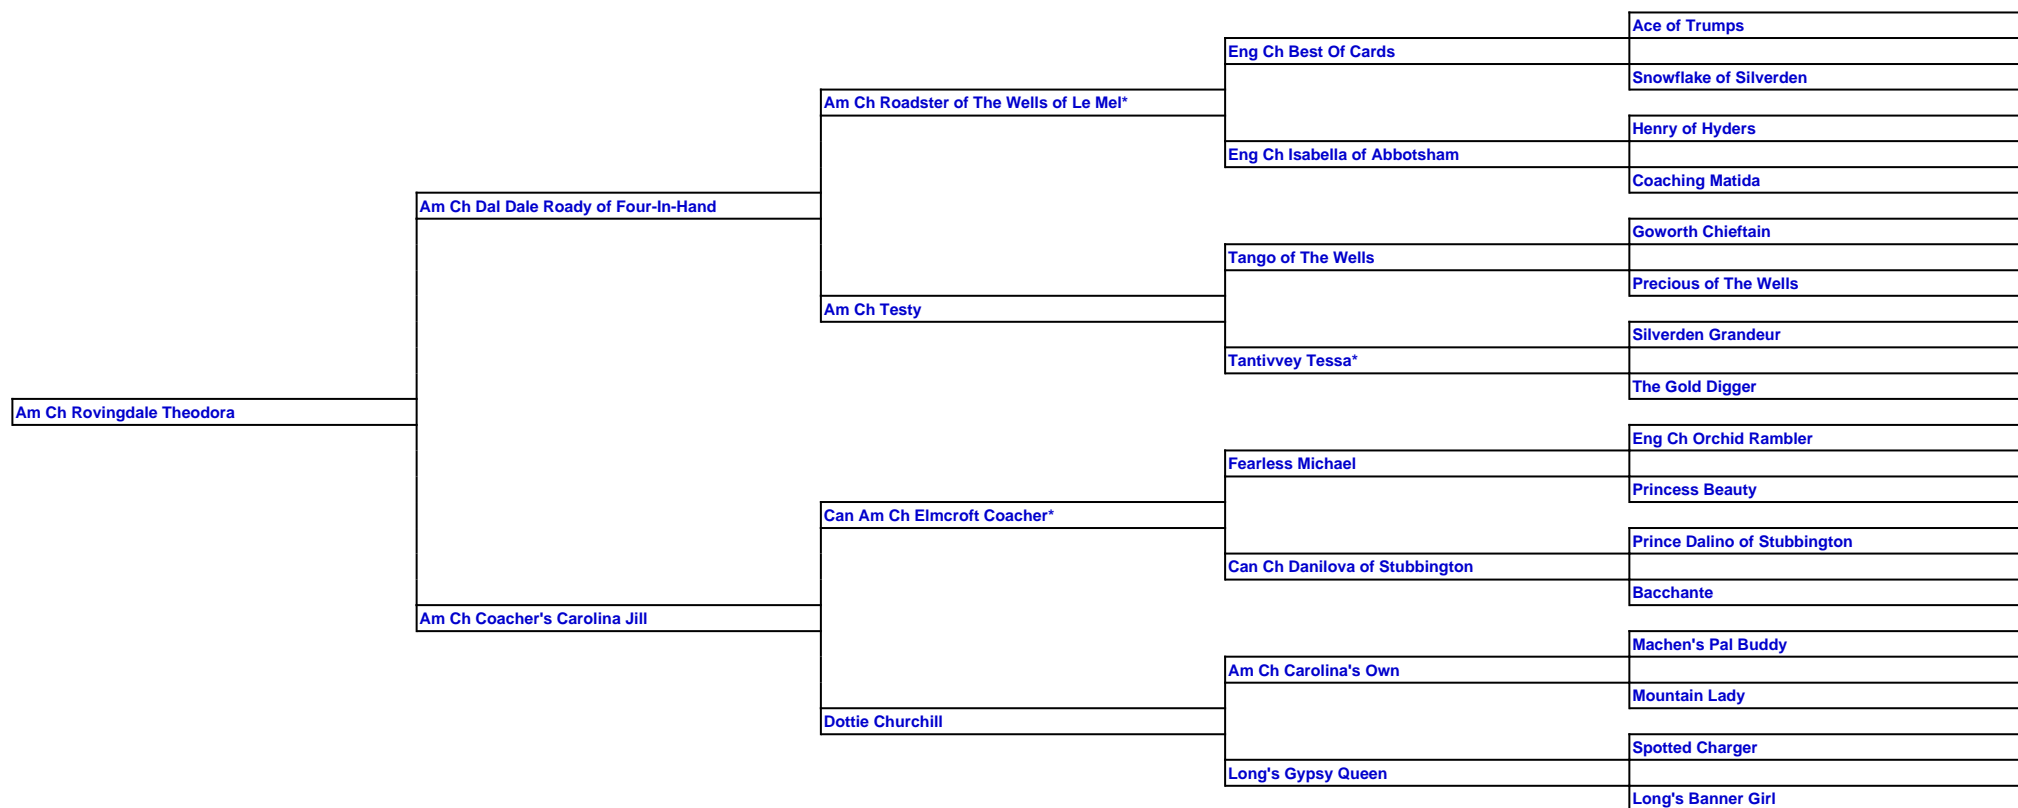 Ace of Trumps
Eng Ch Best Of Cards
Snowflake of Silverden
Am Ch Roadster of The Wells of Le Mel*
Henry of Hyders
Eng Ch Isabella of Abbotsham
Coaching Matida
Am Ch Dal Dale Roady of Four-In-Hand
Goworth Chieftain
Tango of The Wells
Precious of The Wells
Am Ch Testy
Silverden Grandeur
Tantivvey Tessa*
The Gold Digger
Am Ch Rovingdale Theodora
Eng Ch Orchid Rambler
Fearless Michael
Princess Beauty
Can Am Ch Elmcroft Coacher*
Prince Dalino of Stubbington
Can Ch Danilova of Stubbington
Bacchante
Am Ch Coacher's Carolina Jill
Machen's Pal Buddy
Am Ch Carolina's Own
Mountain Lady
Dottie Churchill
Spotted Charger
Long's Gypsy Queen
Long's Banner Girl